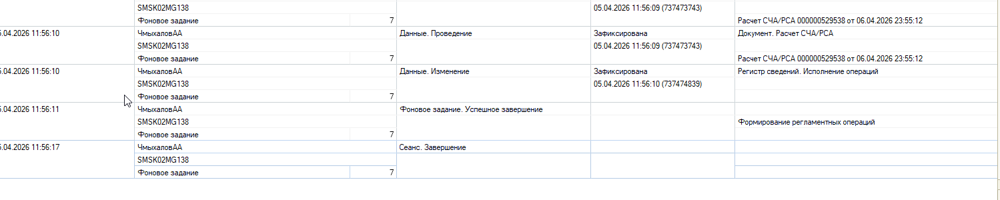 SMSK02MG138 05.04.2026 11:56:09 (737473743)
Фоновое задание 7 Расчет СЧА/РСА 000000529538 от 06.04.2026 23:55:12
5.04.2026 11:56:10 ЧмыхаловАА Данные. Проведение Зафиксирована Документ. Расчет СЧА/РСА
SMSK02MG138 05.04.2026 11:56:09 (737473743)
Фоновое задание 7 Расчет СЧА/РСА 000000529538 от 06.04.2026 23:55:12
5.04.2026 11:56:10 ЧмыхаловАА Данные. Изменение Зафиксирована Регистр сведений. Исполнение операций
SMSK02MG138 05.04.2026 11:56:10 (737474839)
Фоновое задание 7
5.04.2026 11:56:11 ЧмыхаловАА Фоновое задание. Успешное завершение
SMSK02MG138 Формирование регламентных операций
Фоновое задание 7
5.04.2026 11:56:17 ЧмыхаловАА Сеанс. Завершение
SMSK02MG138
Фоновое задание 7